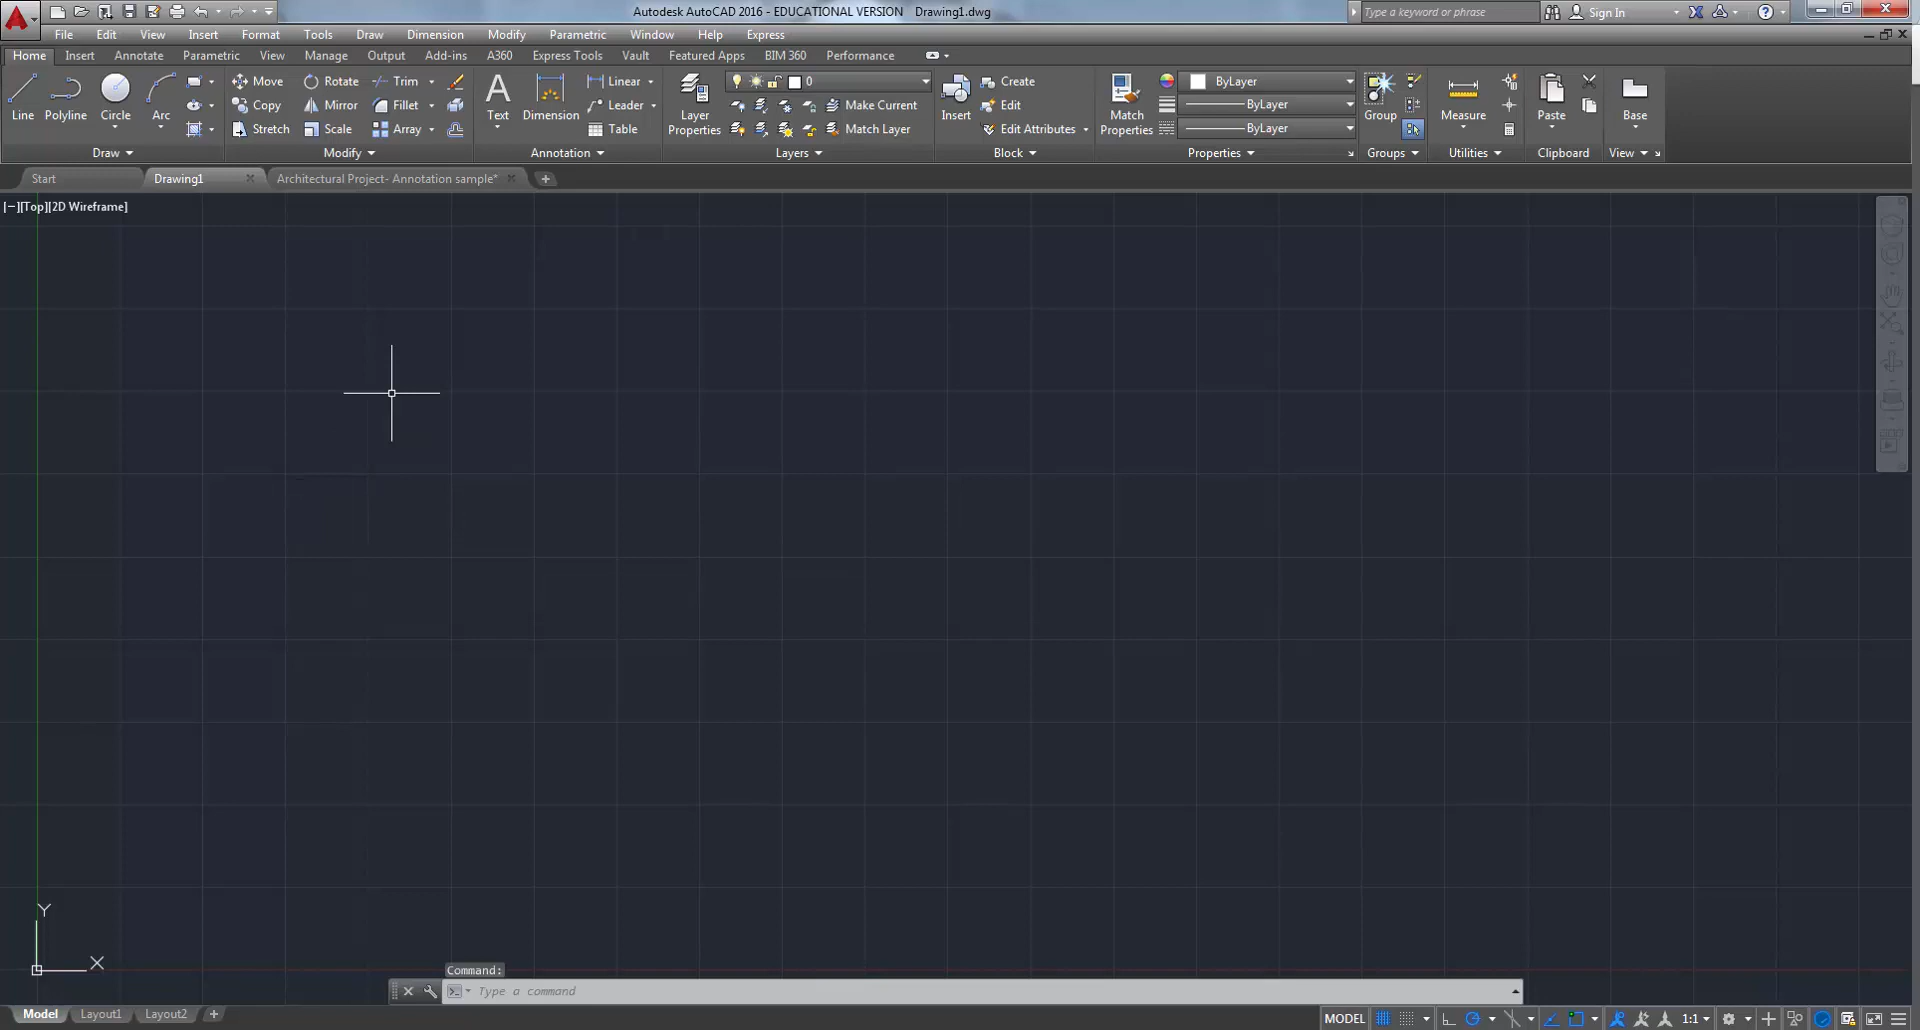 Autodesk AutoCAD 2016 - EDUCATIONAL VERSION Drawing1.dwg
Type a keyword or phrase
Sign In
File Edit View Insert Format Tools Draw Dimension Modify Parametric Window Help Express
Home Insert Annotate Parametric View Manage Output Add-ins A360 Express Tools Vault Featured Apps BIM 360 Performance
Move Rotate Trim Linear 0 Create ByLayer
Copy Mirror Fillet Leader Make Current Edit ByLayer
Line Polyline Circle Arc Text Dimension Layer Properties Insert Match Properties Group Measure Paste Base
Stretch Scale Array Table Match Layer Edit Attributes ByLayer
Draw Modify Annotation Layers Block Properties Groups Utilities Clipboard View
Start Drawing1 Architectural Project- Annotation sample*
[−][Top][2D Wireframe]
Y
X
Command:
Type a command
Model Layout1 Layout2 +
MODEL 1:1